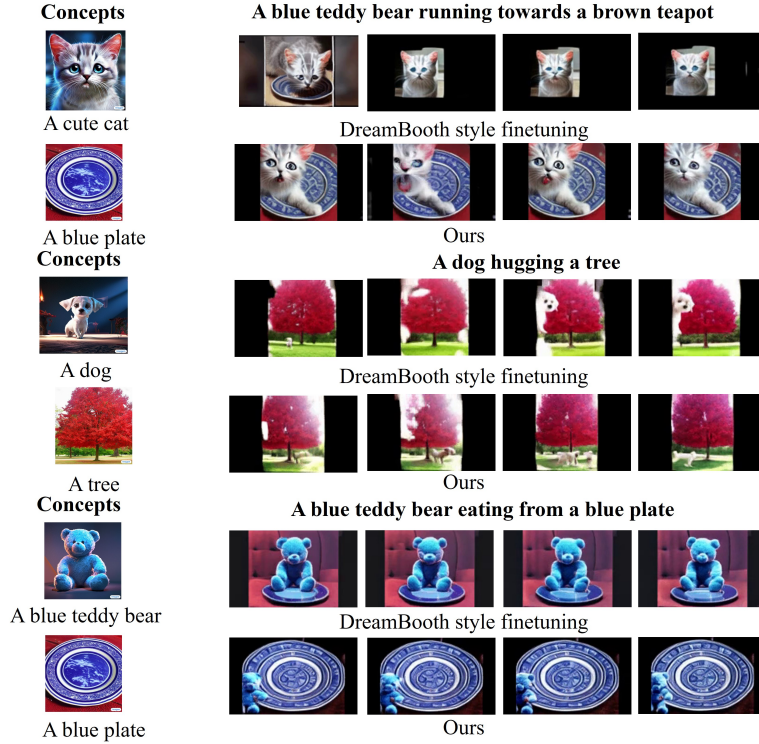 Concepts
A blue teddy bear running towards a brown teapot
A cute cat
DreamBooth style finetuning
A blue plate
Ours
Concepts
A dog hugging a tree
A dog
DreamBooth style finetuning
A tree
Ours
Concepts
A blue teddy bear eating from a blue plate
A blue teddy bear
DreamBooth style finetuning
A blue plate
Ours